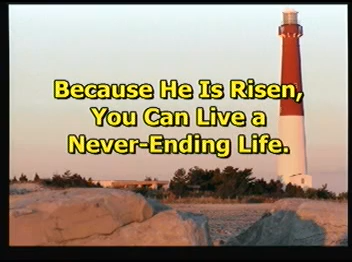 Because He Is Risen,
You Can Live a
Never-Ending Life.